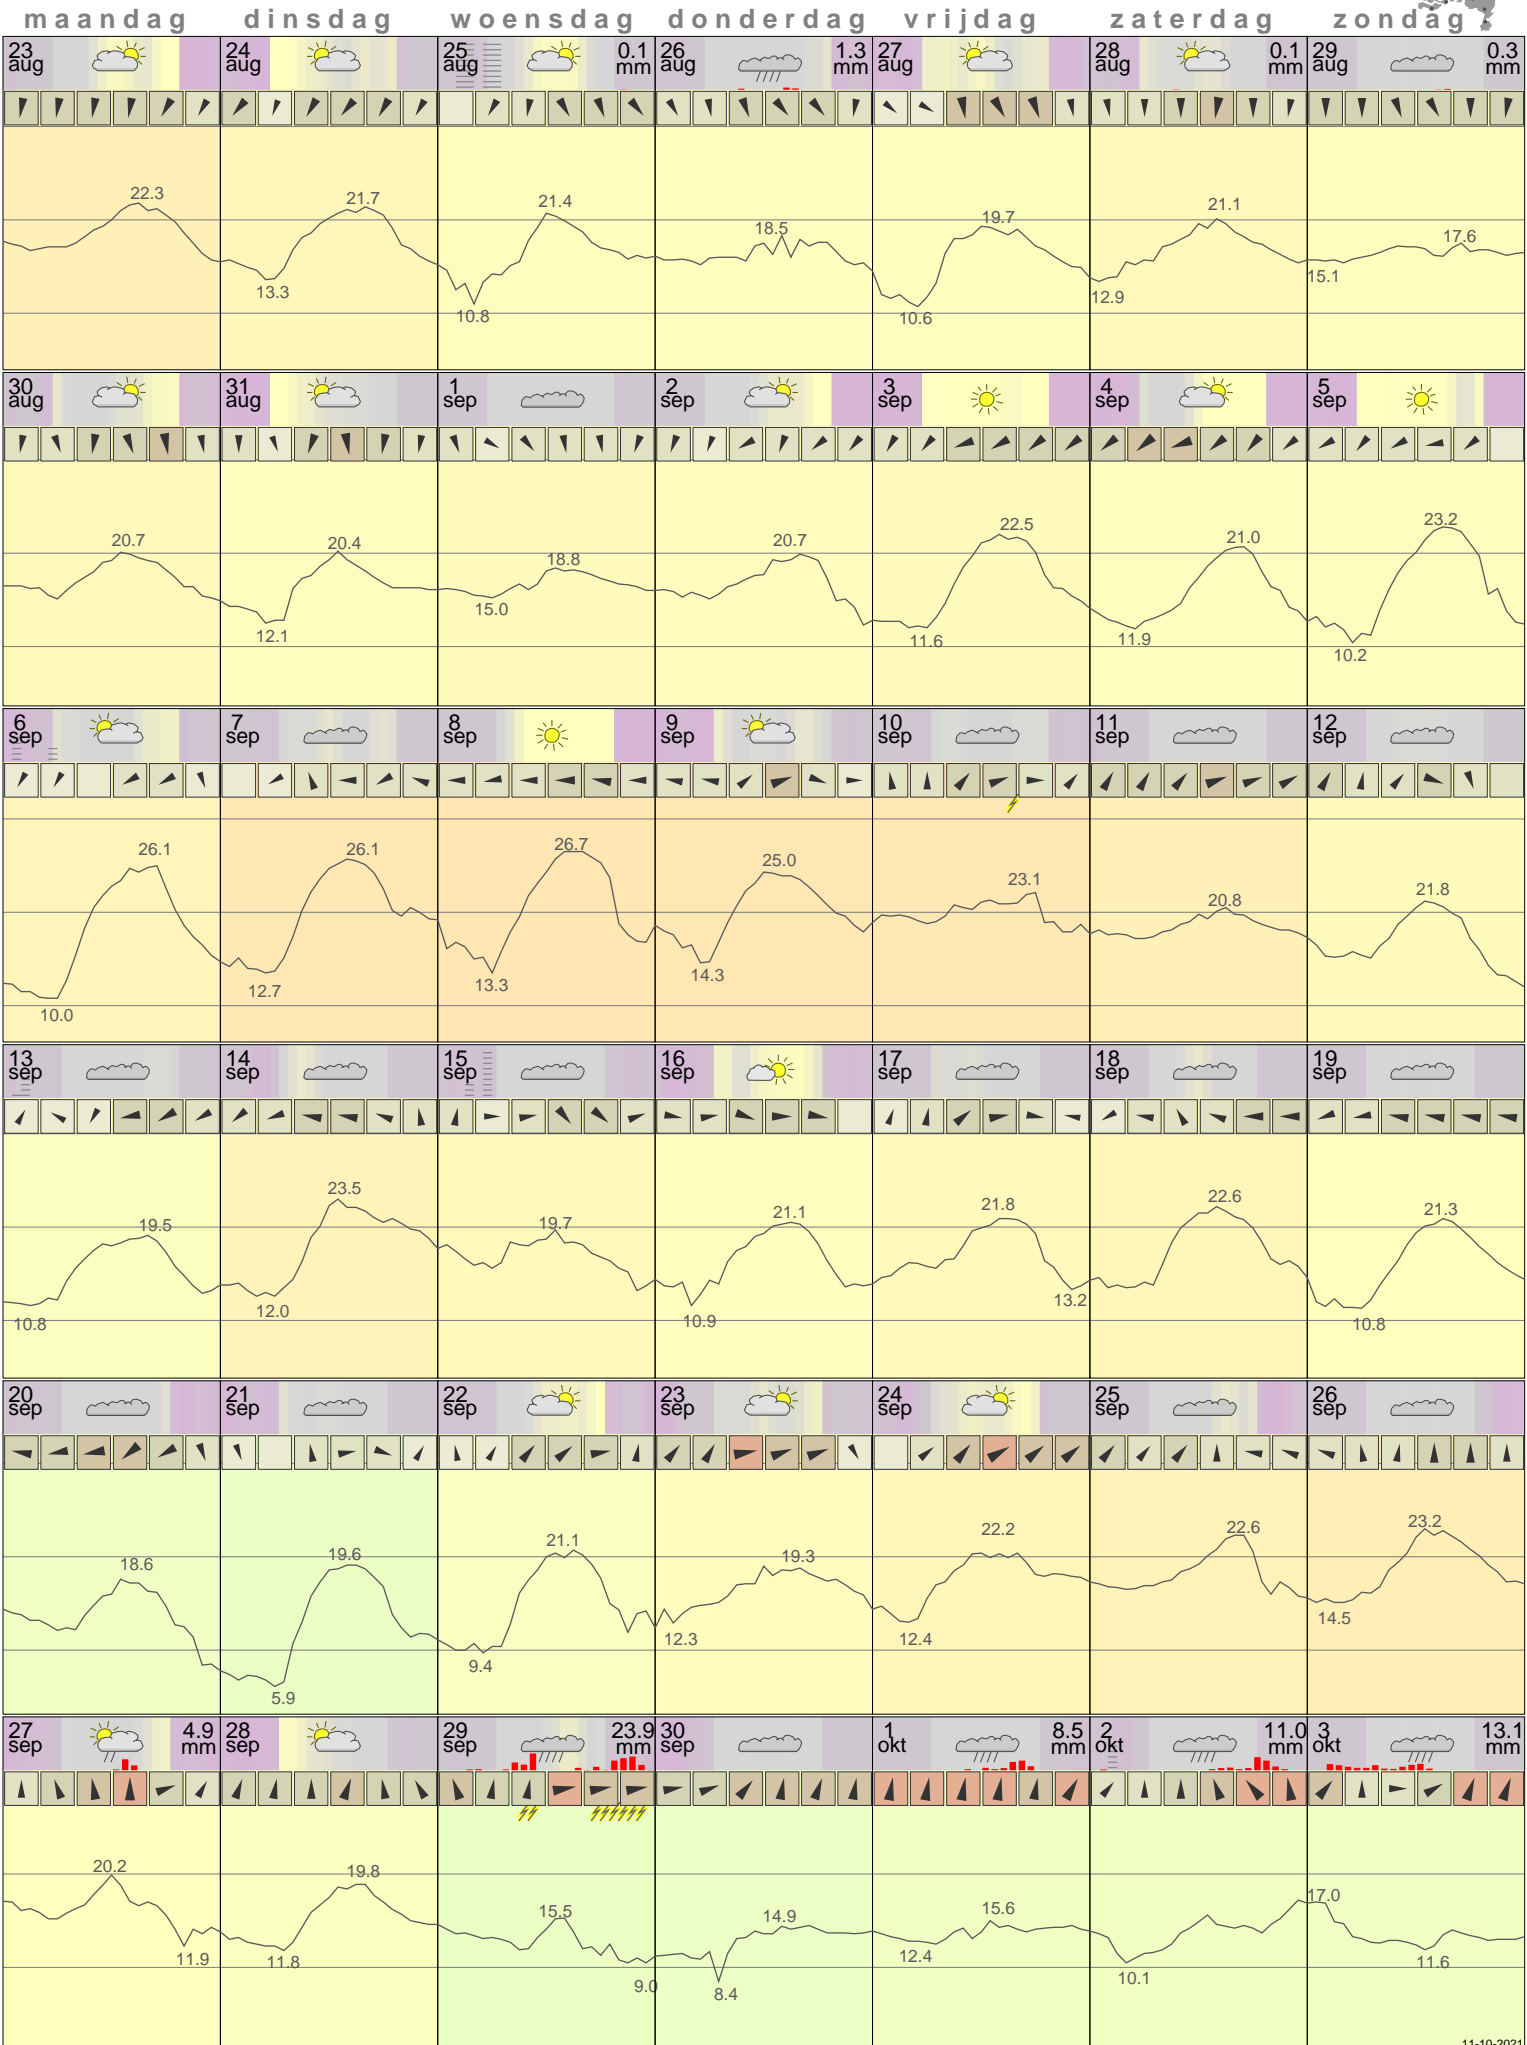 maandag dinsdag woensdag donderdag vrijdag zaterdag zondag
23 aug
24 aug
25 aug 0.1 mm
26 aug 1.3 mm
27 aug
28 aug 0.1 mm
29 aug 0.3 mm
22.3
13.3 21.7
10.8 21.4
18.5
10.6 19.7
12.9 21.1
15.1 17.6
30 aug
31 aug
1 sep
2 sep
3 sep
4 sep
5 sep
20.7
12.1 20.4
15.0 18.8
20.7
11.6 22.5
11.9 21.0
10.2 23.2
6 sep
7 sep
8 sep
9 sep
10 sep
11 sep
12 sep
10.0 26.1
12.7 26.1
13.3 26.7
14.3 25.0
23.1
20.8
21.8
13 sep
14 sep
15 sep
16 sep
17 sep
18 sep
19 sep
10.8 19.5
12.0 23.5
19.7
10.9 21.1
21.8 13.2
22.6
10.8 21.3
20 sep
21 sep
22 sep
23 sep
24 sep
25 sep
26 sep
18.6
5.9 19.6
9.4 21.1
12.3 19.3
12.4 22.2
22.6
14.5 23.2
27 sep 4.9 mm
28 sep
29 sep 23.9 mm
30 sep
1 okt 8.5 mm
2 okt 11.0 mm
3 okt 13.1 mm
20.2 11.9
11.8 19.8
15.5 9.0
8.4 14.9
12.4 15.6
10.1
17.0 11.6
11-10-2021